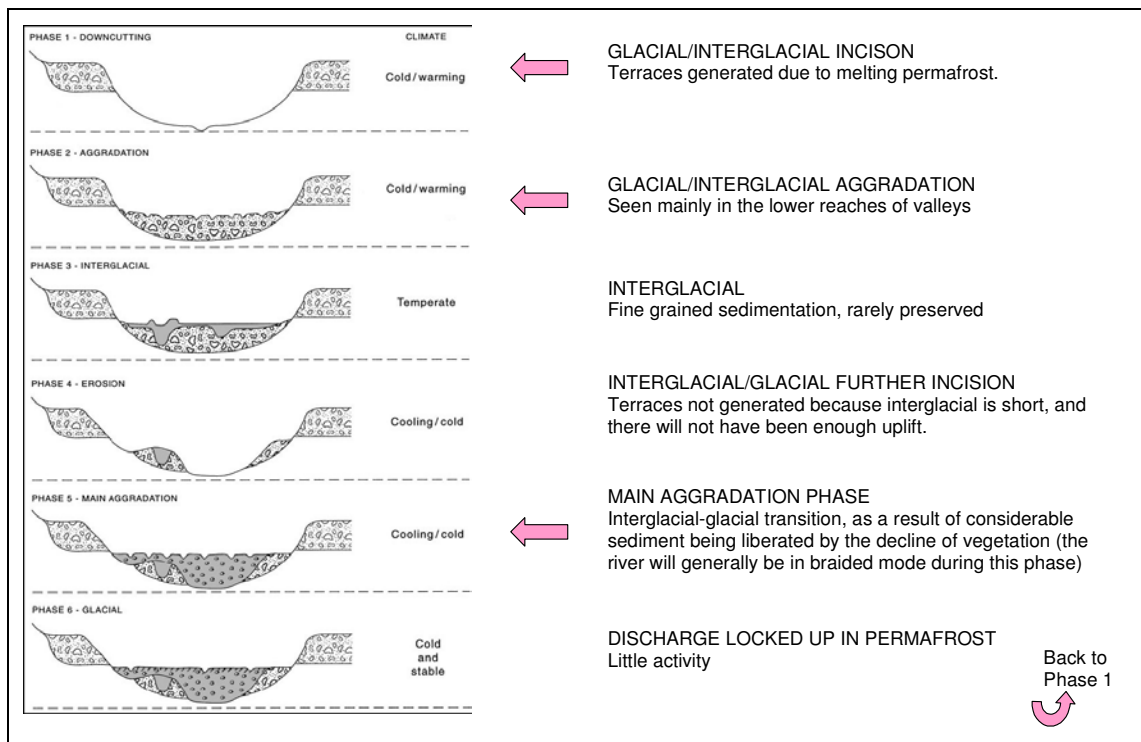 PHASE 1 - DOWNCUTTING
CLIMATE
Cold/warming
GLACIAL/INTERGLACIAL INCISON
Terraces generated due to melting permafrost.
PHASE 2 - AGGRADATION
Cold/warming
GLACIAL/INTERGLACIAL AGGRADATION
Seen mainly in the lower reaches of valleys
PHASE 3 - INTERGLACIAL
Temperate
INTERGLACIAL
Fine grained sedimentation, rarely preserved
PHASE 4 - EROSION
Cooling/cold
INTERGLACIAL/GLACIAL FURTHER INCISION
Terraces not generated because interglacial is short, and
there will not have been enough uplift.
PHASE 5 - MAIN AGGRADATION
Cooling/cold
MAIN AGGRADATION PHASE
Interglacial-glacial transition, as a result of considerable
sediment being liberated by the decline of vegetation (the
river will generally be in braided mode during this phase)
PHASE 6 - GLACIAL
Cold
and
stable
DISCHARGE LOCKED UP IN PERMAFROST
Little activity
Back to
Phase 1